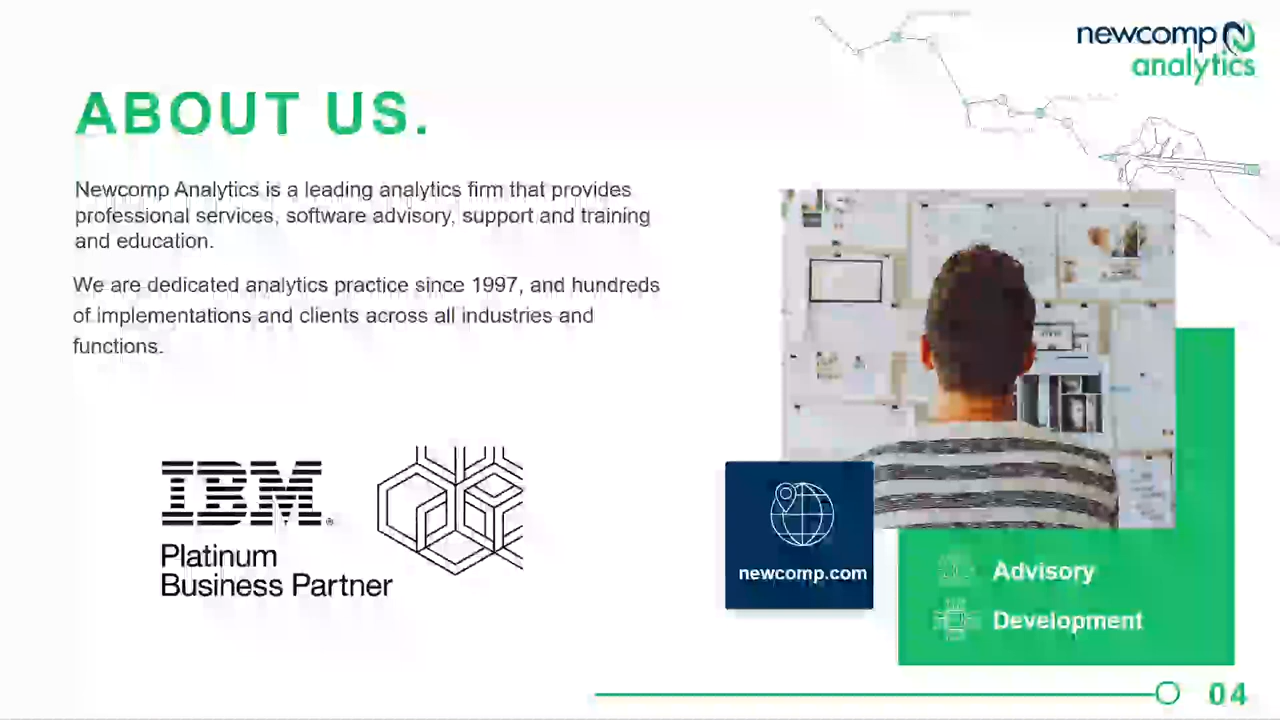 newcomp
analytics
ABOUT US.
Newcomp Analytics is a leading analytics firm that provides
professional services, software advisory, support and training
and education.
We are dedicated analytics practice since 1997, and hundreds
of implementations and clients across all industries and
functions.
IBM®
Platinum
Business Partner
newcomp.com
Advisory
Development
04